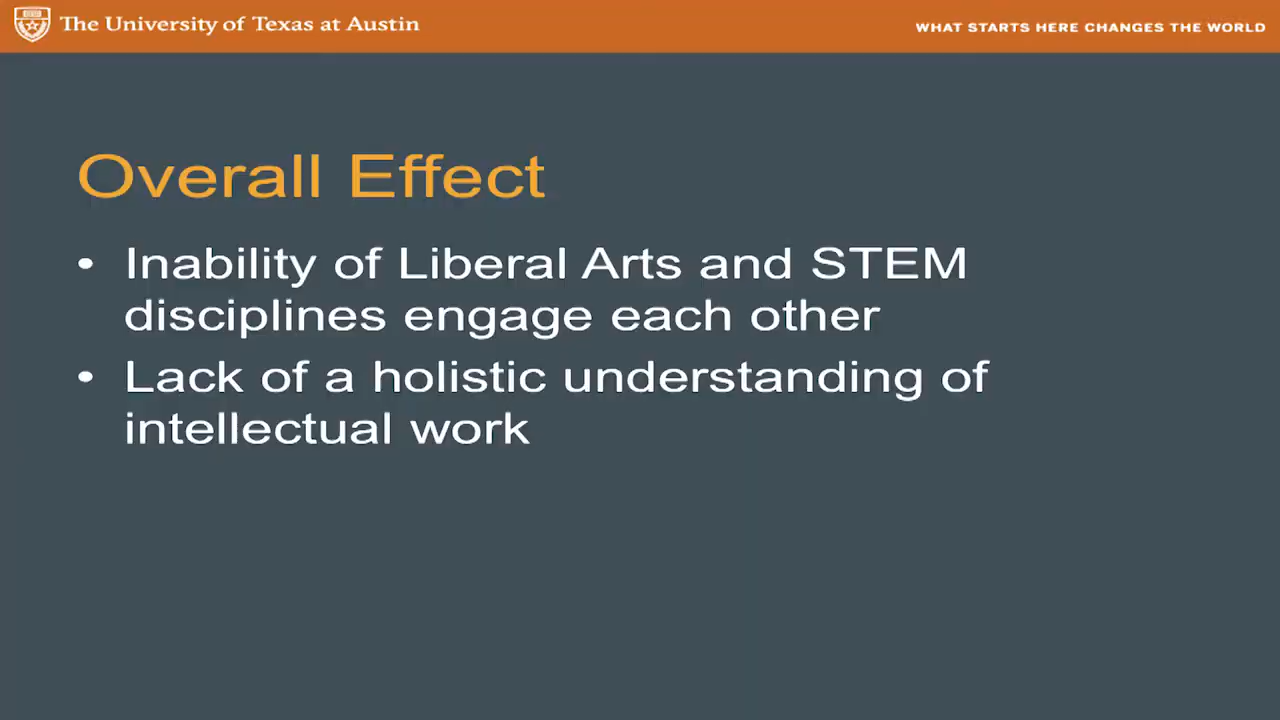 The University of Texas at Austin
WHAT STARTS HERE CHANGES THE WORLD
Overall Effect
• Inability of Liberal Arts and STEM
disciplines engage each other
• Lack of a holistic understanding of
intellectual work